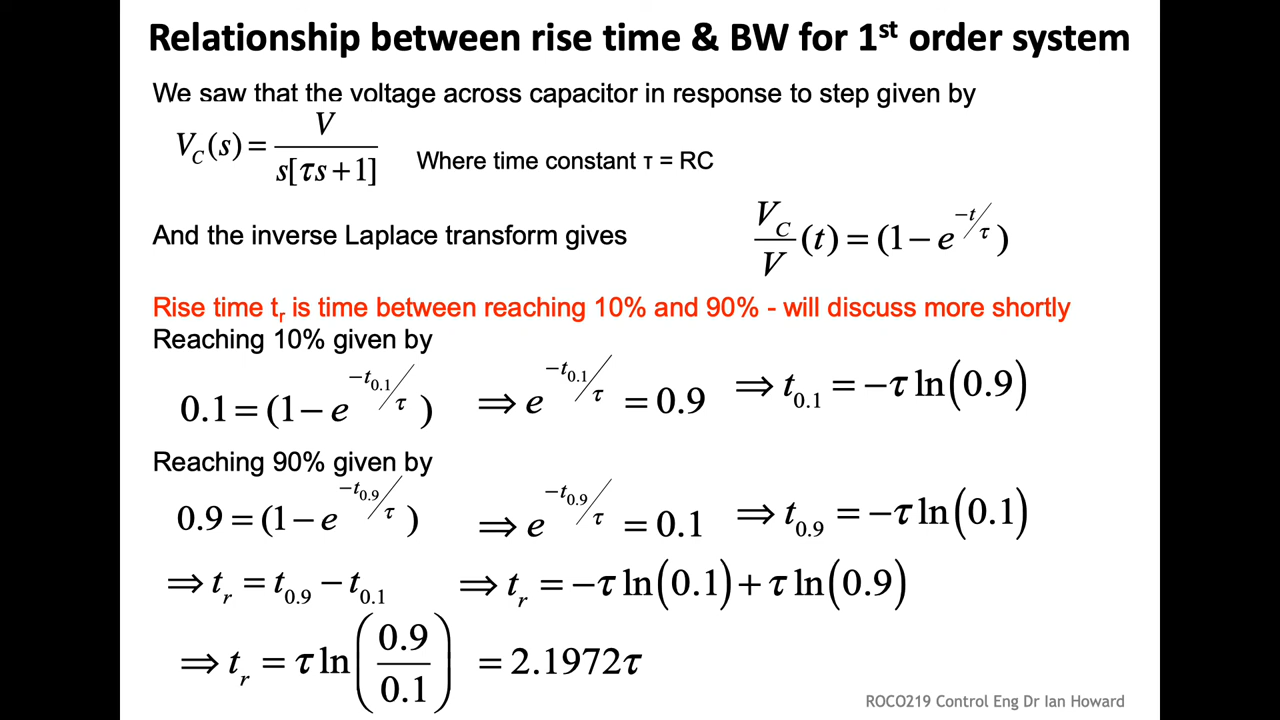 Relationship between rise time & BW for 1st order system
We saw that the voltage across capacitor in response to step given by
V_C(s) = V / s[τs+1]   Where time constant τ = RC
And the inverse Laplace transform gives   V_C/V (t) = (1 − e^(−t/τ))
Rise time t_r is time between reaching 10% and 90% - will discuss more shortly
Reaching 10% given by
0.1 = (1 − e^(−t_0.1/τ))   ⇒ e^(−t_0.1/τ) = 0.9   ⇒ t_0.1 = −τ ln(0.9)
Reaching 90% given by
0.9 = (1 − e^(−t_0.9/τ))   ⇒ e^(−t_0.9/τ) = 0.1   ⇒ t_0.9 = −τ ln(0.1)
⇒ t_r = t_0.9 − t_0.1   ⇒ t_r = −τ ln(0.1) + τ ln(0.9)
⇒ t_r = τ ln(0.9/0.1) = 2.1972τ
ROCO219 Control Eng Dr Ian Howard